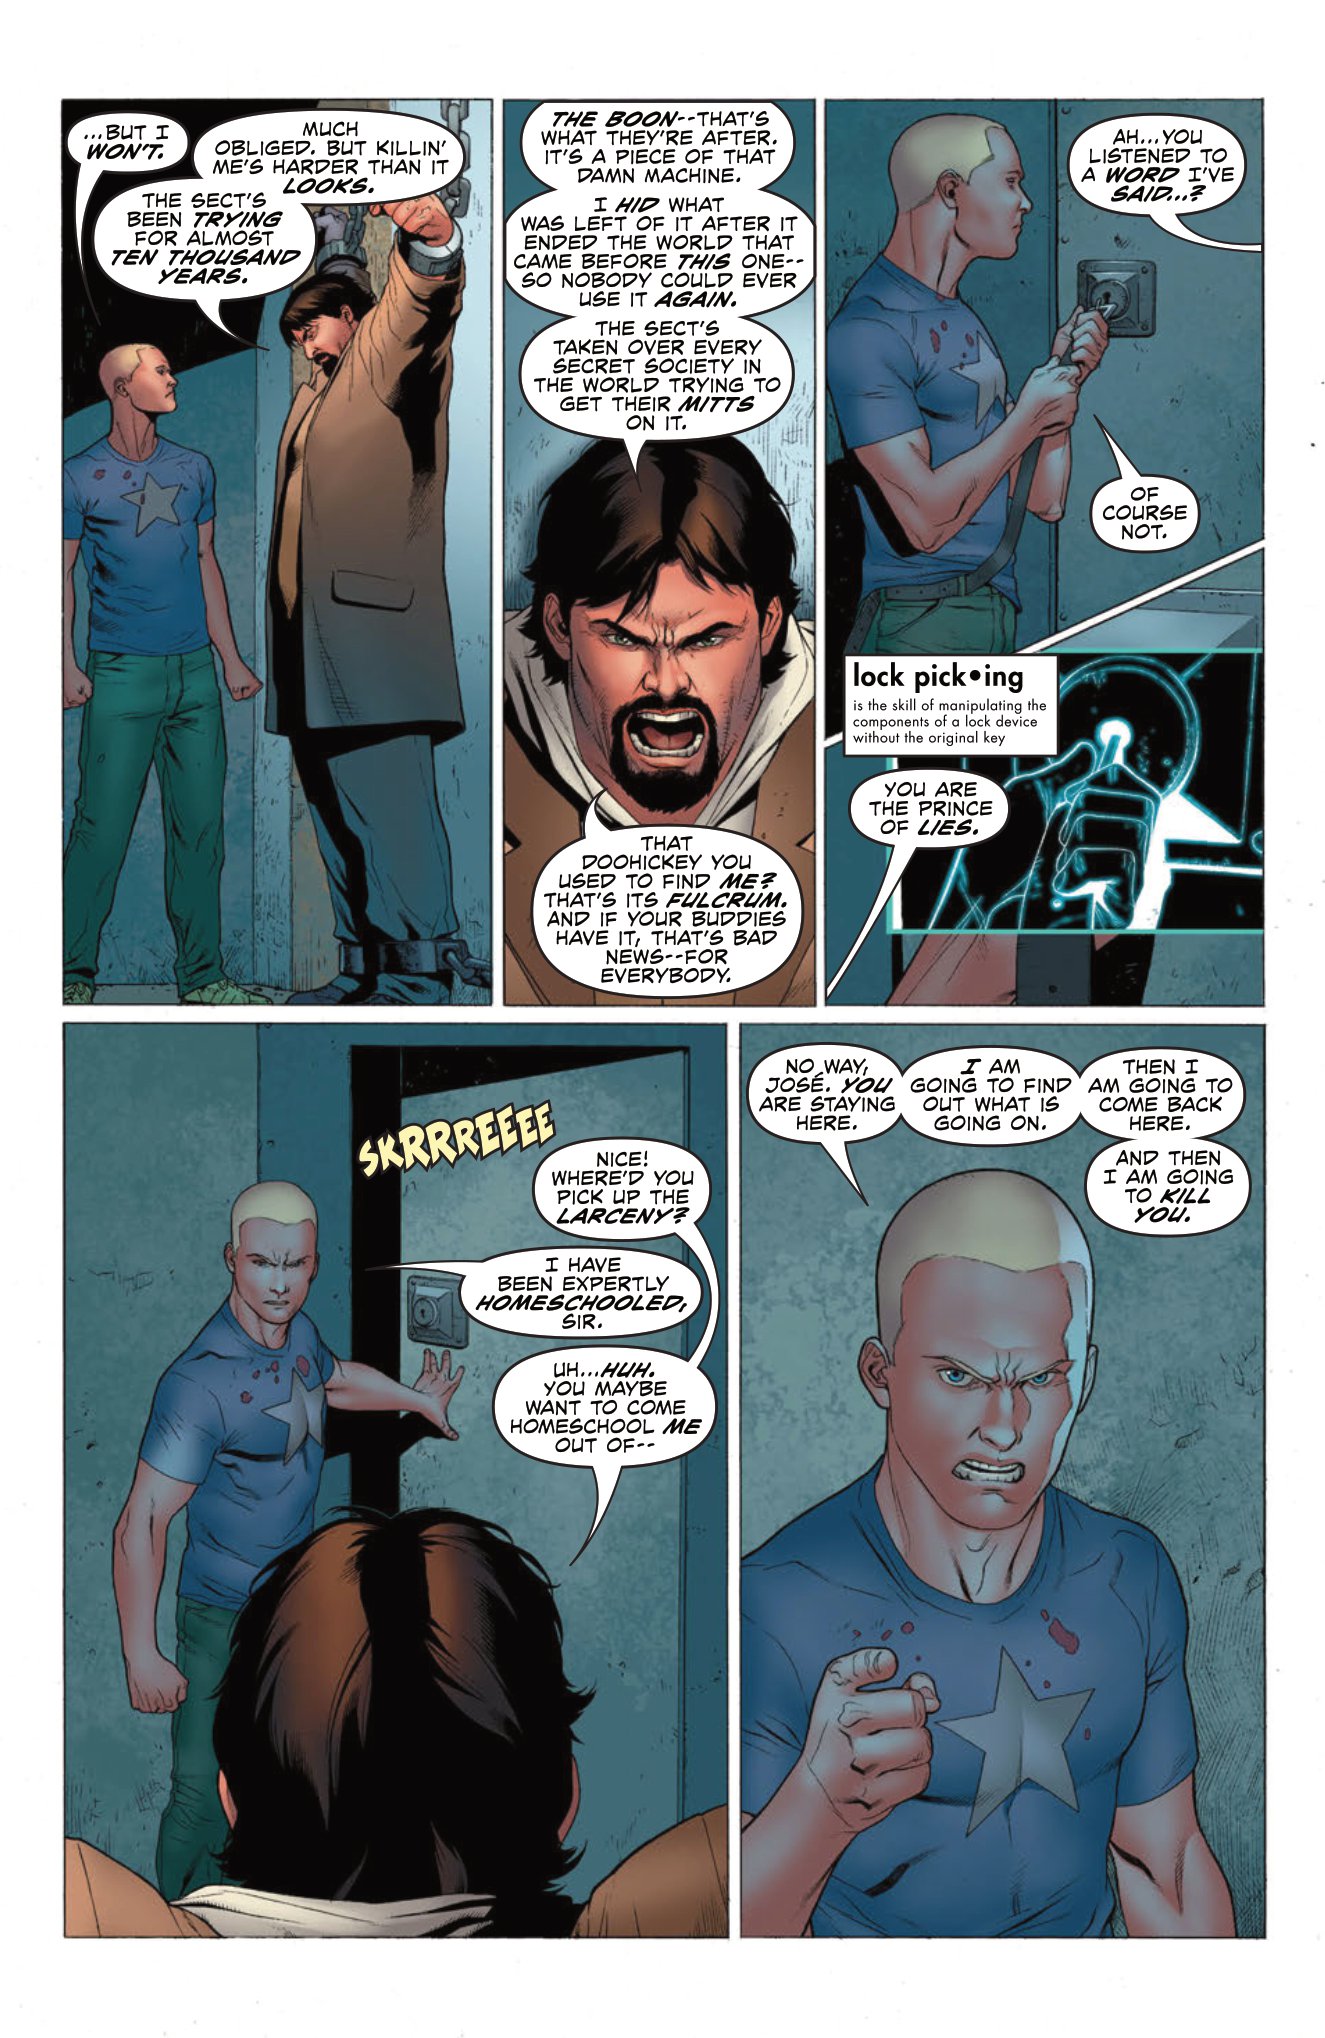 ...BUT I
WON'T.
MUCH
OBLIGED. BUT KILLIN'
ME'S HARDER THAN IT
LOOKS.
THE SECT'S
BEEN TRYING
FOR ALMOST
TEN THOUSAND
YEARS.
THE BOON--THAT'S
WHAT THEY'RE AFTER.
IT'S A PIECE OF THAT
DAMN MACHINE.
I HID WHAT
WAS LEFT OF IT AFTER IT
ENDED THE WORLD THAT
CAME BEFORE THIS ONE--
SO NOBODY COULD EVER
USE IT AGAIN.
THE SECT'S
TAKEN OVER EVERY
SECRET SOCIETY IN
THE WORLD TRYING TO
GET THEIR MITTS
ON IT.
THAT
DOOHICKEY YOU
USED TO FIND ME?
THAT'S ITS FULCRUM.
AND IF YOUR BUDDIES
HAVE IT, THAT'S BAD
NEWS--FOR
EVERYBODY.
AH...YOU
LISTENED TO
A WORD I'VE
SAID...?
OF
COURSE
NOT.
lock pick•ing
is the skill of manipulating the
components of a lock device
without the original key
YOU ARE
THE PRINCE
OF LIES.
SKRRREEEE
NICE!
WHERE'D YOU
PICK UP THE
LARCENY?
I HAVE
BEEN EXPERTLY
HOMESCHOOLED,
SIR.
UH...HUH.
YOU MAYBE
WANT TO COME
HOMESCHOOL ME
OUT OF--
NO WAY,
JOSÉ. YOU
ARE STAYING
HERE.
I AM
GOING TO FIND
OUT WHAT IS
GOING ON.
THEN I
AM GOING TO
COME BACK
HERE.
AND THEN
I AM GOING
TO KILL
YOU.